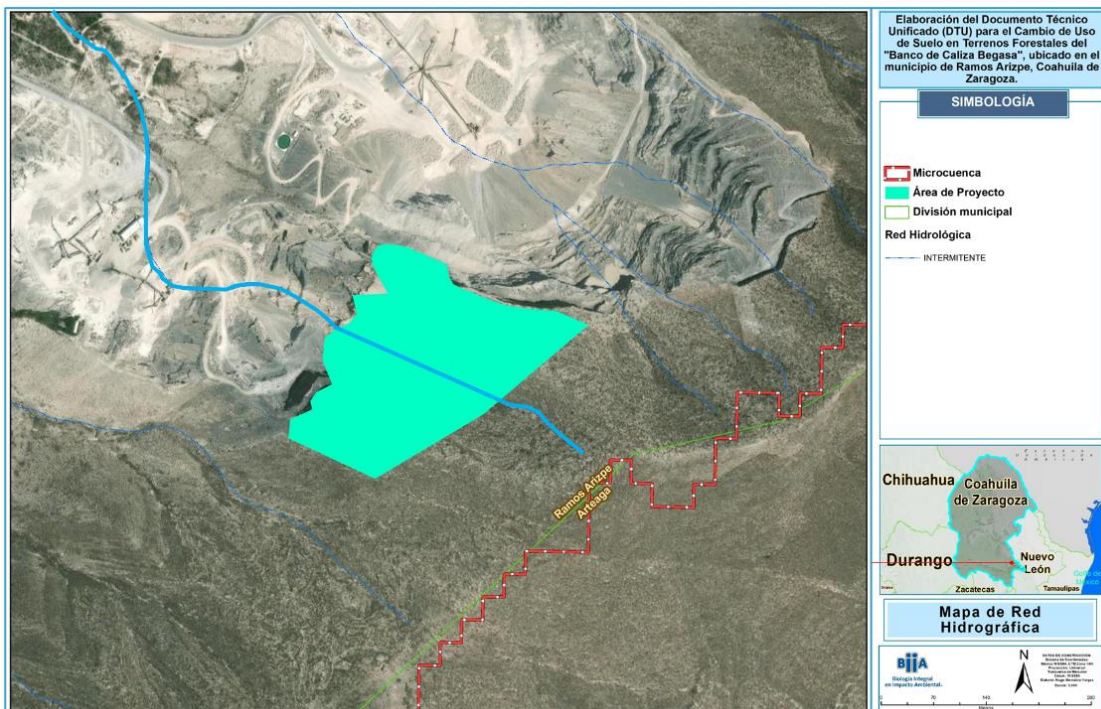 Elaboración del Documento Técnico
Unificado (DTU) para el Cambio de Uso
de Suelo en Terrenos Forestales del
"Banco de Caliza Begasa", ubicado en el
municipio de Ramos Arizpe, Coahuila de
Zaragoza.
SIMBOLOGÍA
Microcuenca
Área de Proyecto
División municipal
Red Hidrológica
INTERMITENTE
Ramos Arizpe
Arteaga
Chihuahua
Coahuila
de Zaragoza
Durango
Nuevo
León
Golfo de
México
Zacatecas
Tamaulipas
Mapa de Red
Hidrográfica
BIIA
Biología Integral
en Impacto Ambiental.
N
0 70 140 280